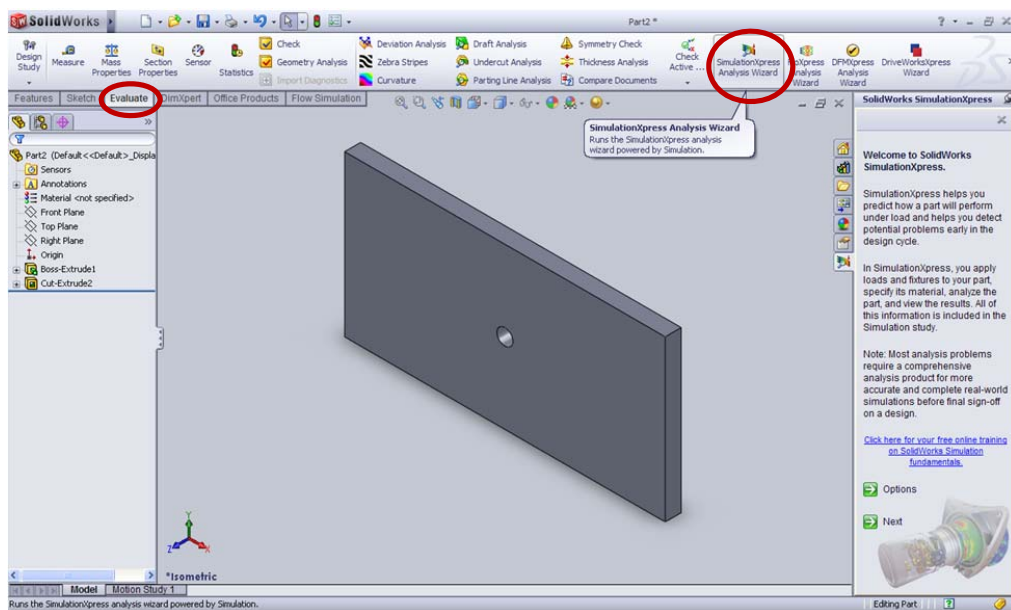 SolidWorks
Part2 *
Design Study
Measure
Mass Properties
Section Properties
Sensor
Statistics
Check
Geometry Analysis
Import Diagnostics
Deviation Analysis
Zebra Stripes
Curvature
Draft Analysis
Undercut Analysis
Parting Line Analysis
Symmetry Check
Thickness Analysis
Compare Documents
Check Active ...
SimulationXpress Analysis Wizard
Analysis Wizard
DFMXpress Analysis Wizard
DriveWorksXpress Wizard
Features
Sketch
Evaluate
DimXpert
Office Products
Flow Simulation
SimulationXpress Analysis Wizard
Runs the SimulationXpress analysis
wizard powered by Simulation.
Part2 (Default<<Default>_Displa
Sensors
Annotations
Material <not specified>
Front Plane
Top Plane
Right Plane
Origin
Boss-Extrude1
Cut-Extrude2
SolidWorks SimulationXpress
Welcome to SolidWorks
SimulationXpress.
SimulationXpress helps you
predict how a part will perform
under load and helps you detect
potential problems early in the
design cycle.
In SimulationXpress, you apply
loads and fixtures to your part,
specify its material, analyze the
part, and view the results. All of
this information is included in the
Simulation study.
Note: Most analysis problems
require a comprehensive
analysis product for more
accurate and complete real-world
simulations before final sign-off
on a design.
Click here for your free online training
on SolidWorks Simulation
fundamentals.
Options
Next
Y
Z
X
*Isometric
Model
Motion Study 1
Runs the SimulationXpress analysis wizard powered by Simulation.
Editing Part